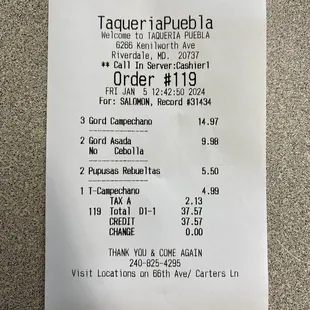 TaqueriaPuebla
Welcome to TAQUERIA PUEBLA
6266 Kenilworth Ave
Riverdale, MD. 20737
** Call In Server:Cashier1
Order #119
FRI JAN 5 12:42:50 2024
For: SALOMON, Record #31434
3 Gord Campechano 14.97
--------------
2 Gord Asada 9.98
No Cebolla
--------------
2 Pupusas Rebueltas 5.50
--------------
1 T-Campechano 4.99
TAX A 2.13
119 Total DI-1 37.57
CREDIT 37.57
CHANGE 0.00
THANK YOU & COME AGAIN
240-825-4295
Visit Locations on 66th Ave/ Carters Ln